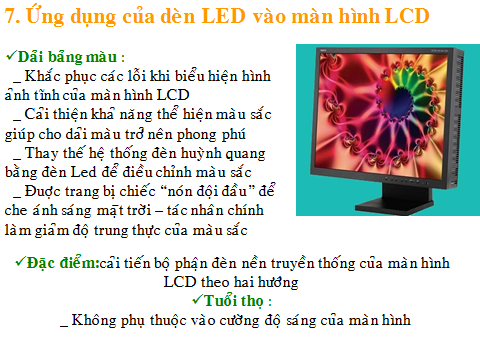 7. Ứng dụng của dèn LED vào màn hình LCD
✓Dải bảng màu :
_ Khắc phục các lỗi khi biểu hiện hình
ảnh tĩnh của màn hình LCD
_ Cải thiện khả năng thể hiện màu sắc
giúp cho dải màu trở nên phong phú
_ Thay thế hệ thống đèn huỳnh quang
bằng đèn Led để điều chỉnh màu sắc
_ Được trang bị chiếc “nón đội đầu” để
che ánh sáng mặt trời – tác nhân chính
làm giảm độ trung thực của màu sắc
✓Đặc điểm:cải tiến bộ phận đèn nền truyền thống của màn hình
LCD theo hai hướng
✓Tuổi thọ :
_ Không phụ thuộc vào cường độ sáng của màn hình